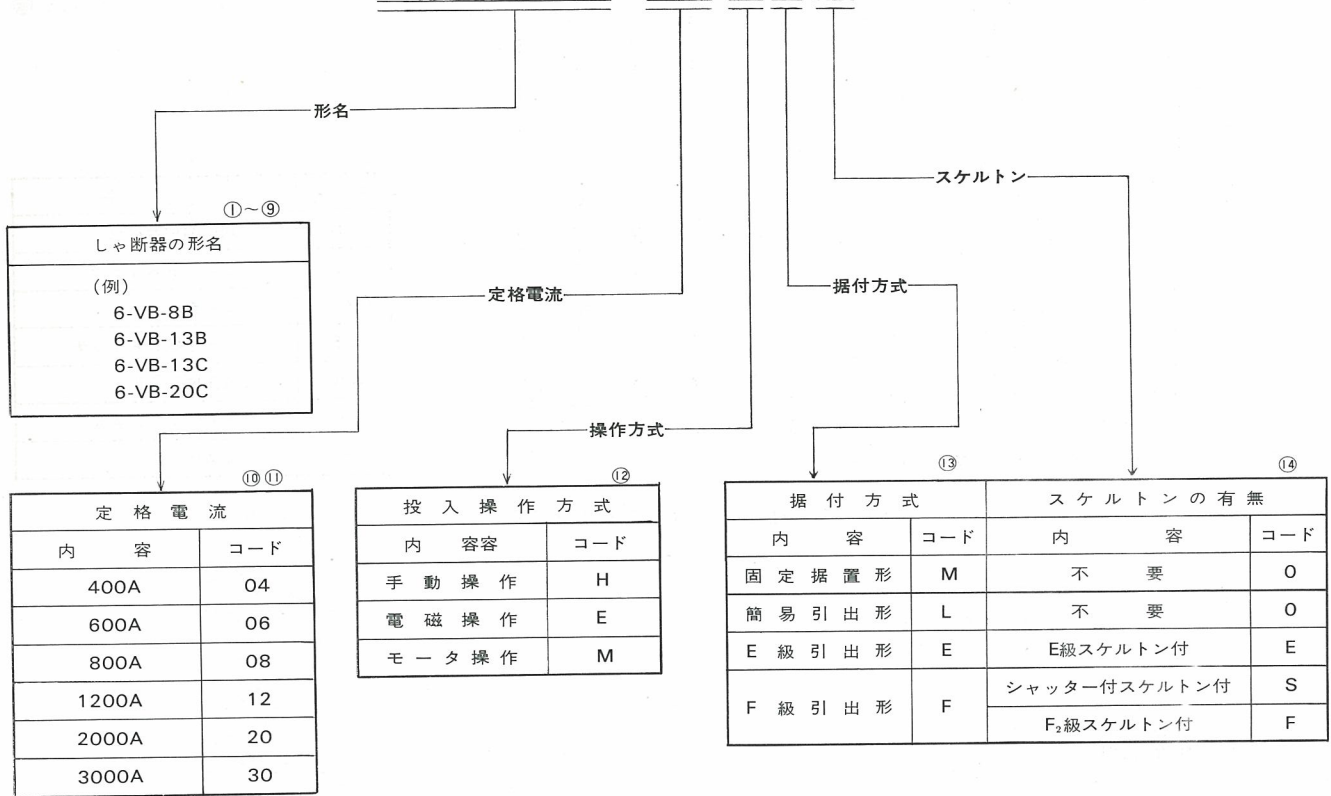 形名
スケルトン
①~⑨
しゃ断器の形名
(例)
6-VB-8B
6-VB-13B
6-VB-13C
6-VB-20C
定格電流
据付方式
操作方式
⑩⑪
定格電流
内容 コード
400A 04
600A 06
800A 08
1200A 12
2000A 20
3000A 30
⑫
投入操作方式
内容容 コード
手動操作 H
電磁操作 E
モータ操作 M
⑬ ⑭
据付方式 スケルトンの有無
内容 コード 内容 コード
固定据置形 M 不要 0
簡易引出形 L 不要 0
E級引出形 E E級スケルトン付 E
F級引出形 F シャッター付スケルトン付 S
F₂級スケルトン付 F